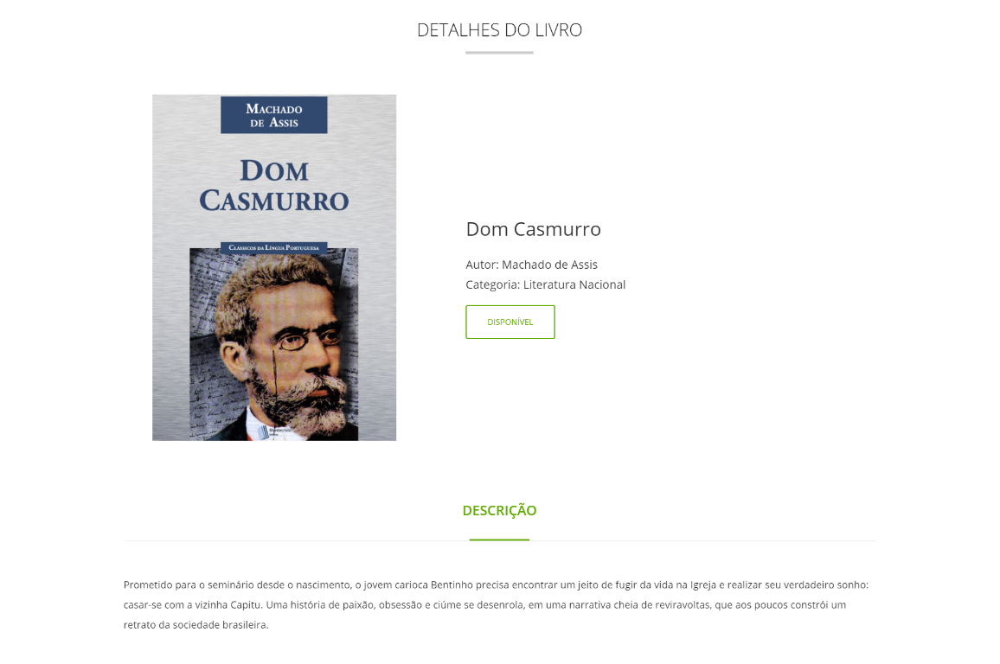 DETALHES DO LIVRO
MACHADO
DE ASSIS
DOM
CASMURRO
CLÁSSICOS DA LÍNGUA PORTUGUESA
Dom Casmurro
Autor: Machado de Assis
Categoria: Literatura Nacional
DISPONÍVEL
DESCRIÇÃO
Prometido para o seminário desde o nascimento, o jovem carioca Bentinho precisa encontrar um jeito de fugir da vida na Igreja e realizar seu verdadeiro sonho:
casar-se com a vizinha Capitu. Uma história de paixão, obsessão e ciúme se desenrola, em uma narrativa cheia de reviravoltas, que aos poucos constrói um
retrato da sociedade brasileira.